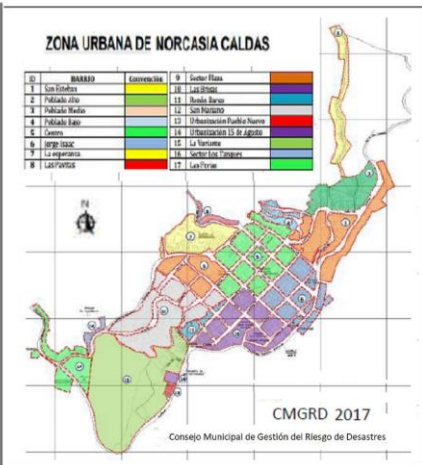 ZONA URBANA DE NORCASIA CALDAS
ID BARRIO Convención
1 San Esteban
2 Poblado Alto
3 Poblado Medio
4 Poblado Bajo
5 Centro
6 Jorge Isaac
7 La esperanza
8 Las Pavitas
9 Sector Plaza
10 Las Brisas
11 Ronda Barco
12 San Mariano
13 Urbanización Pueblo Nuevo
14 Urbanización 15 de Agosto
15 La Variante
16 Sector Los Tanques
17 Las Ferias
N
CMGRD 2017
Consejo Municipal de Gestión del Riesgo de Desastres